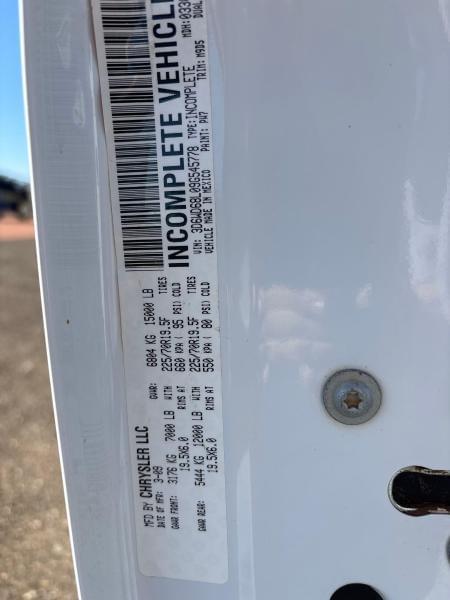 MFD BY CHRYSLER LLC
DATE OF MFR: 3-09 GVWR: 6804 KG 15000 LB
GAWR FRONT: 3176 KG 7000 LB WITH 225/70R19.5F TIRES
19.5X6.0 RIMS AT 660 KPA ( 95 PSI) COLD
GAWR REAR: 5444 KG 12000 LB WITH 225/70R19.5F TIRES
19.5X6.0 RIMS AT 550 KPA ( 80 PSI) COLD
INCOMPLETE VEHICLE
MDH:
VIN: 3D6WD68L09G545778 TYPE: INCOMPLETE DUAL
VEHICLE MADE IN MEXICO PAINT: PW7 TRIM: M9D5